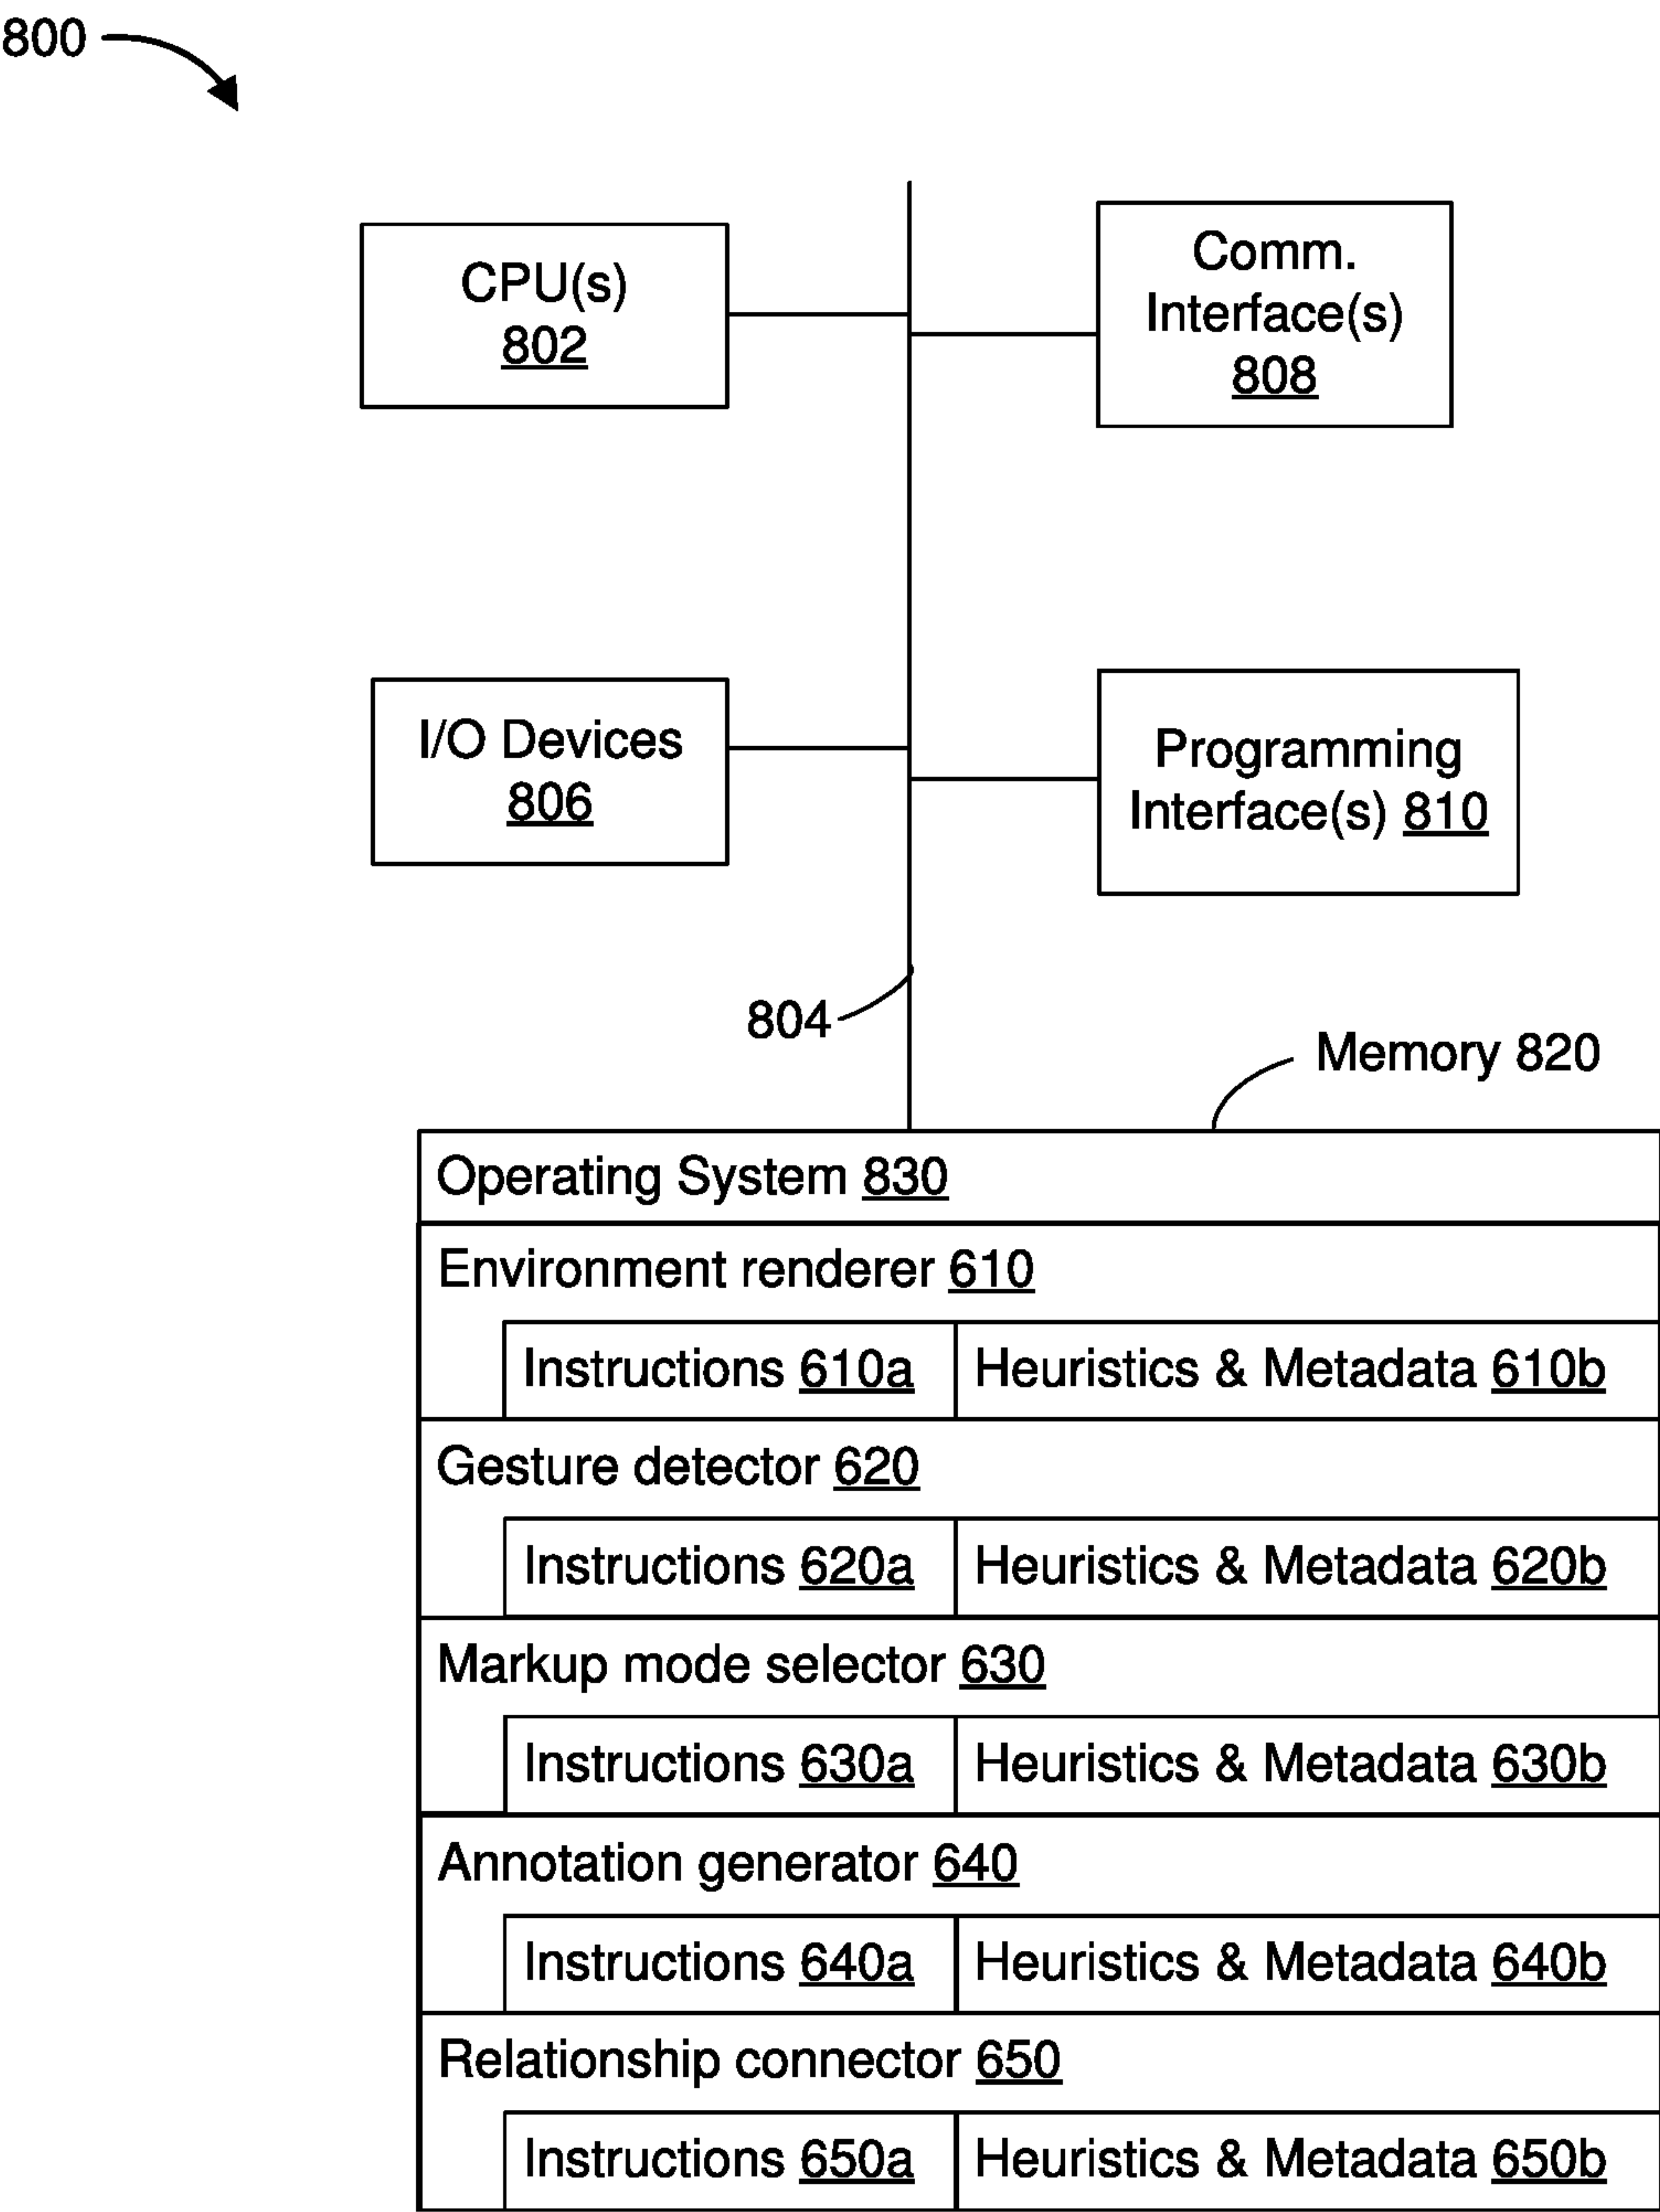 800
CPU(s)
802
Comm.
Interface(s)
808
I/O Devices
806
Programming
Interface(s) 810
804
Memory 820
Operating System 830
Environment renderer 610
Instructions 610a
Heuristics & Metadata 610b
Gesture detector 620
Instructions 620a
Heuristics & Metadata 620b
Markup mode selector 630
Instructions 630a
Heuristics & Metadata 630b
Annotation generator 640
Instructions 640a
Heuristics & Metadata 640b
Relationship connector 650
Instructions 650a
Heuristics & Metadata 650b